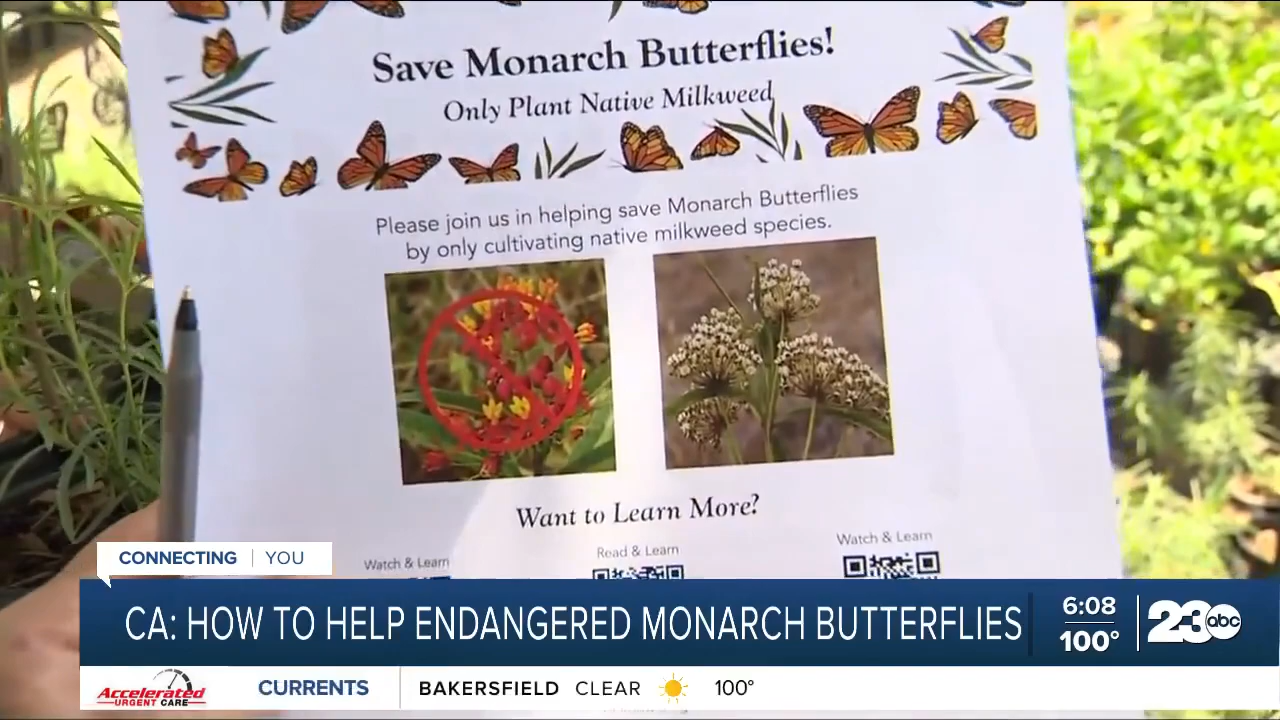 Save Monarch Butterflies!
Only Plant Native Milkweed
Please join us in helping save Monarch Butterflies
by only cultivating native milkweed species.
Want to Learn More?
Watch & Learn
Read & Learn
Watch & Learn
CONNECTING | YOU
CA: HOW TO HELP ENDANGERED MONARCH BUTTERFLIES
6:08
100°
23 abc
Accelerated
URGENT CARE
CURRENTS
BAKERSFIELD CLEAR 100°